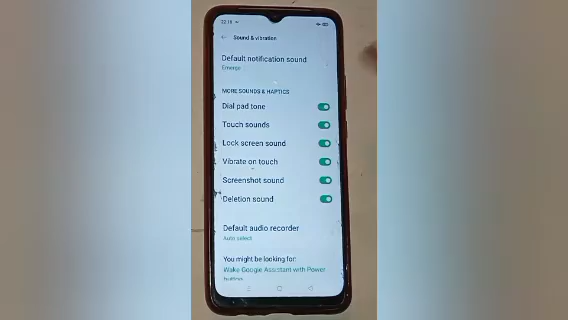 22:18
Sound & vibration
Default notification sound
Emerge
MORE SOUNDS & HAPTICS
Dial pad tone
Touch sounds
Lock screen sound
Vibrate on touch
Screenshot sound
Deletion sound
Default audio recorder
Auto select
You might be looking for:
Wake Google Assistant with Power